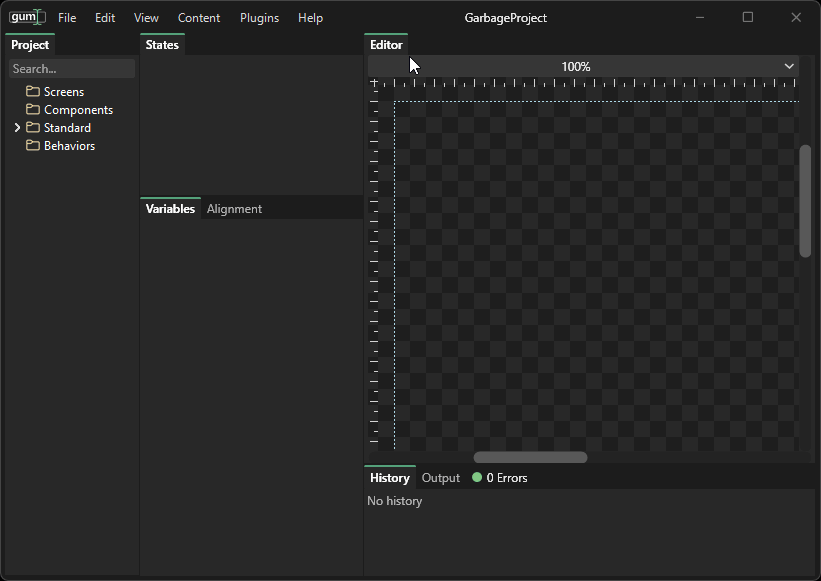 gum File Edit View Content Plugins Help GarbageProject
Project
Search...
Screens
Components
Standard
Behaviors
States
Variables Alignment
Editor
100%
History Output 0 Errors
No history